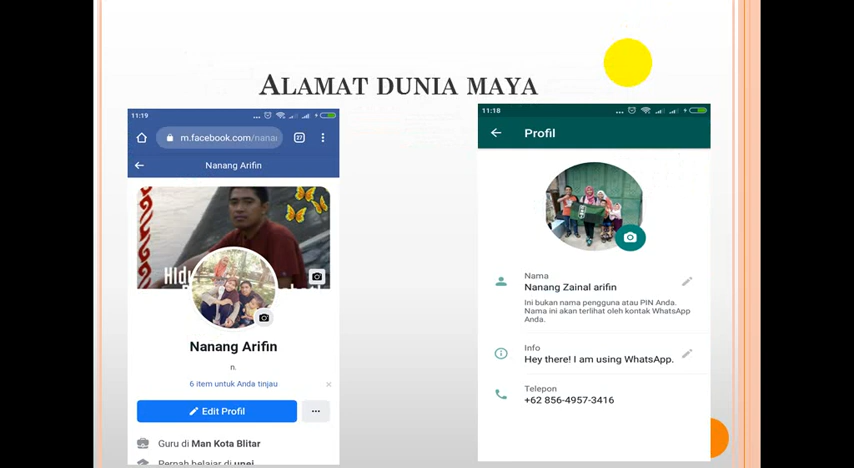 ALAMAT DUNIA MAYA
11:19
m.facebook.com/nana
27
Nanang Arifin
Nanang Arifin
n.
6 item untuk Anda tinjau
Edit Profil
Guru di Man Kota Blitar
Pernah belajar di unej
11:18
Profil
Nama
Nanang Zainal arifin
Ini bukan nama pengguna atau PIN Anda.
Nama ini akan terlihat oleh kontak WhatsApp
Anda.
Info
Hey there! I am using WhatsApp.
Telepon
+62 856-4957-3416